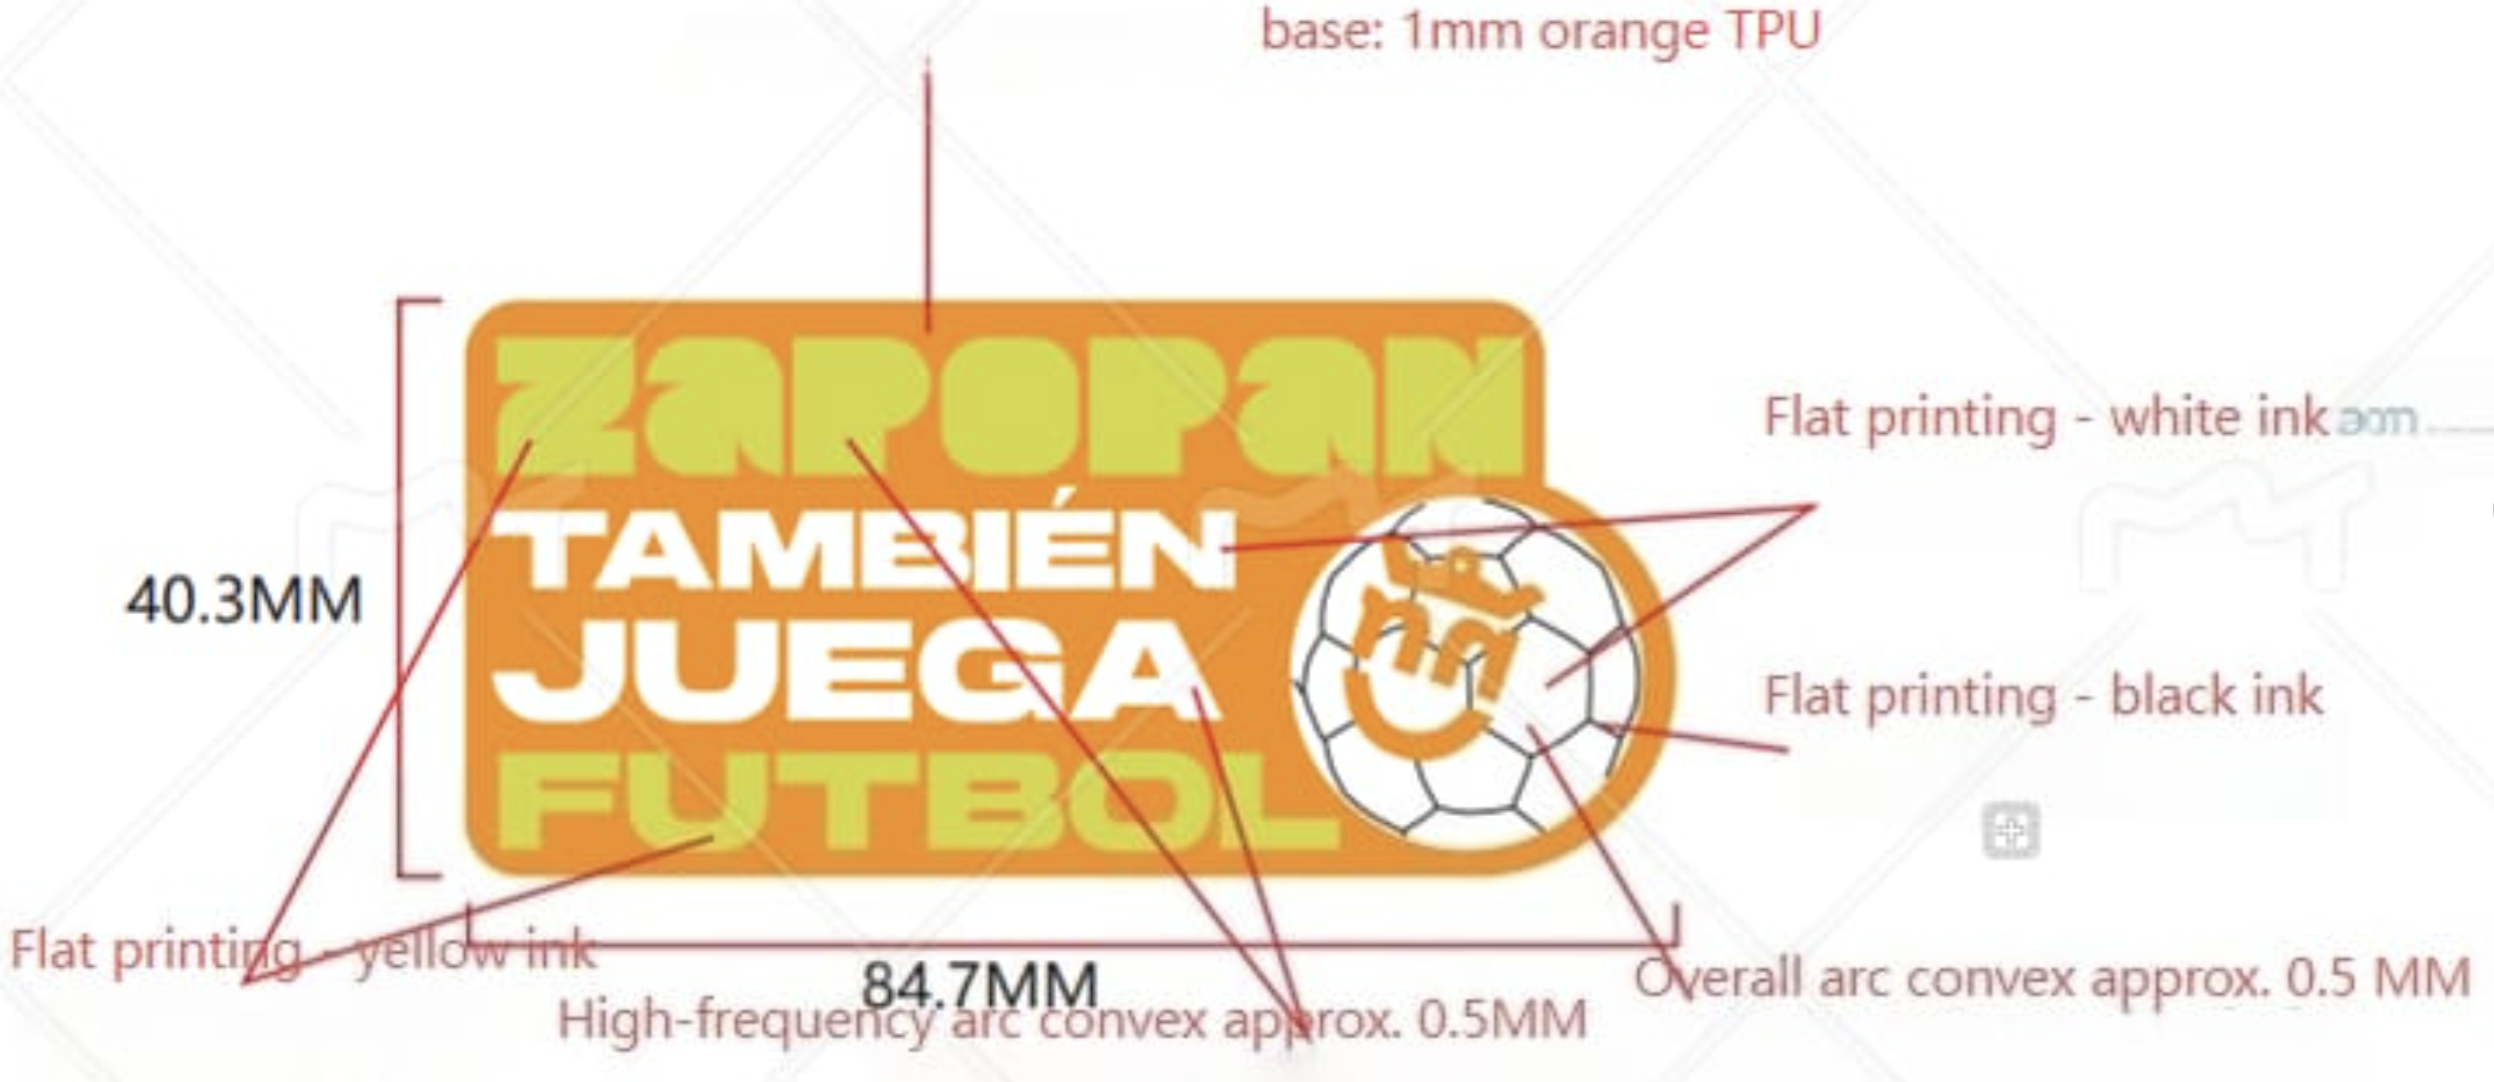 base: 1mm orange TPU
ZAPOPAN
TAMBIÉN
JUEGA
FUTBOL
Flat printing - white ink
Flat printing - black ink
40.3MM
Flat printing - yellow ink
84.7MM
High-frequency arc convex approx. 0.5MM
Overall arc convex approx. 0.5 MM